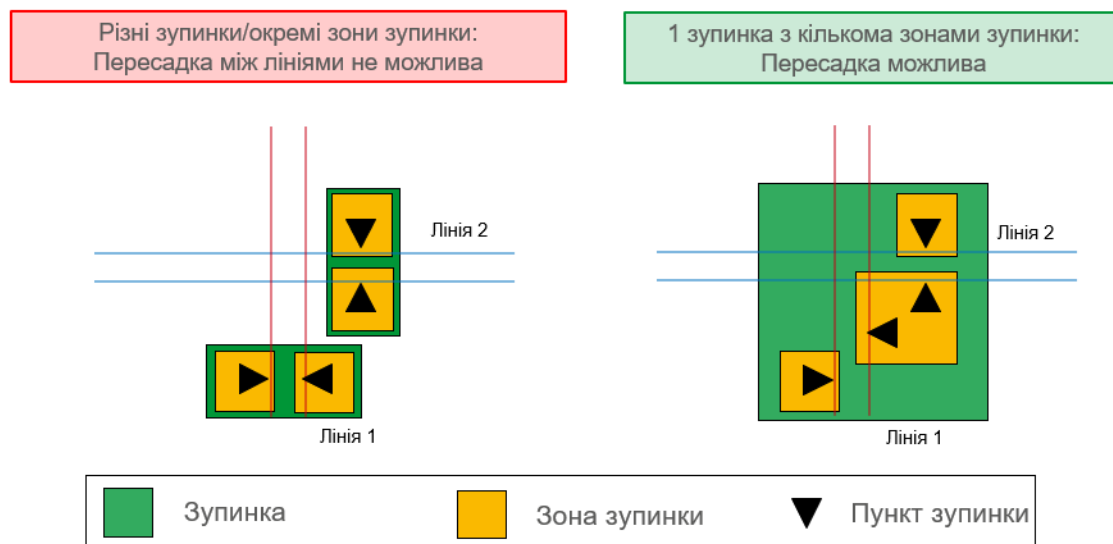 Різні зупинки/окремі зони зупинки:
Пересадка між лініями не можлива
1 зупинка з кількома зонами зупинки:
Пересадка можлива
Лінія 2
Лінія 1
Лінія 2
Лінія 1
Зупинка
Зона зупинки
Пункт зупинки